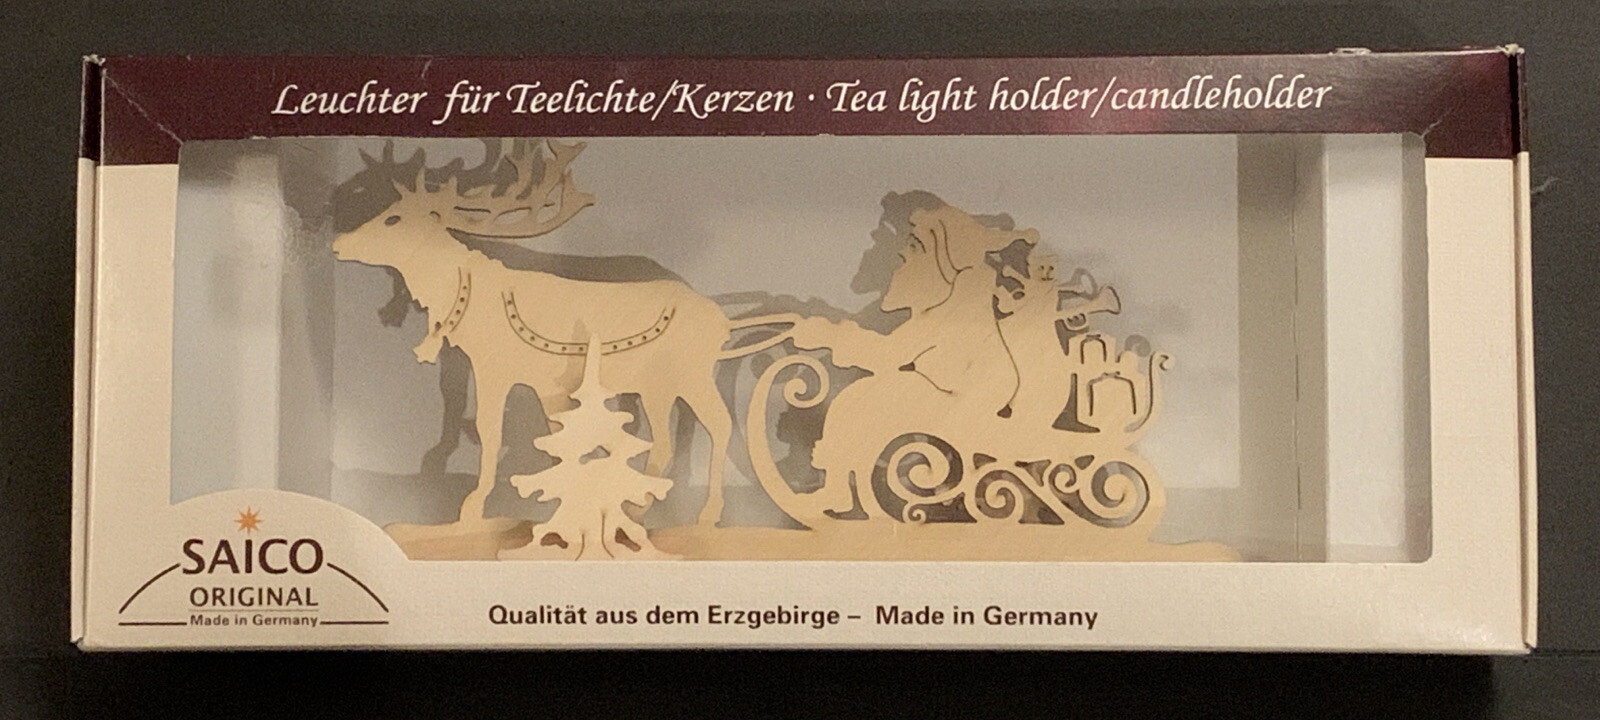 Leuchter für Teelichte/Kerzen · Tea light holder/candleholder
SAICO
ORIGINAL
Made in Germany
Qualität aus dem Erzgebirge – Made in Germany